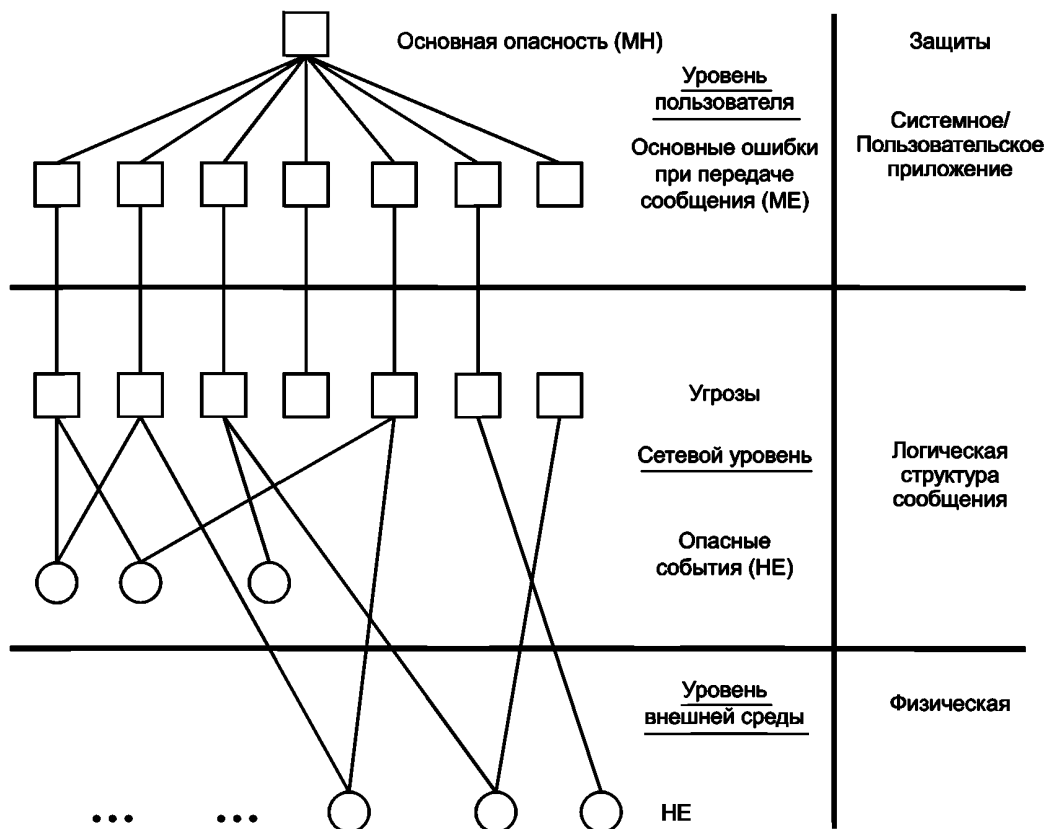 Основная опасность (МН)
Защиты
Уровень
пользователя
Системное/
Пользовательское
приложение
Основные ошибки
при передаче
сообщения (МЕ)
Угрозы
Сетевой уровень
Логическая
структура
сообщения
Опасные
события (НЕ)
Уровень
внешней среды
Физическая
... ...
НЕ